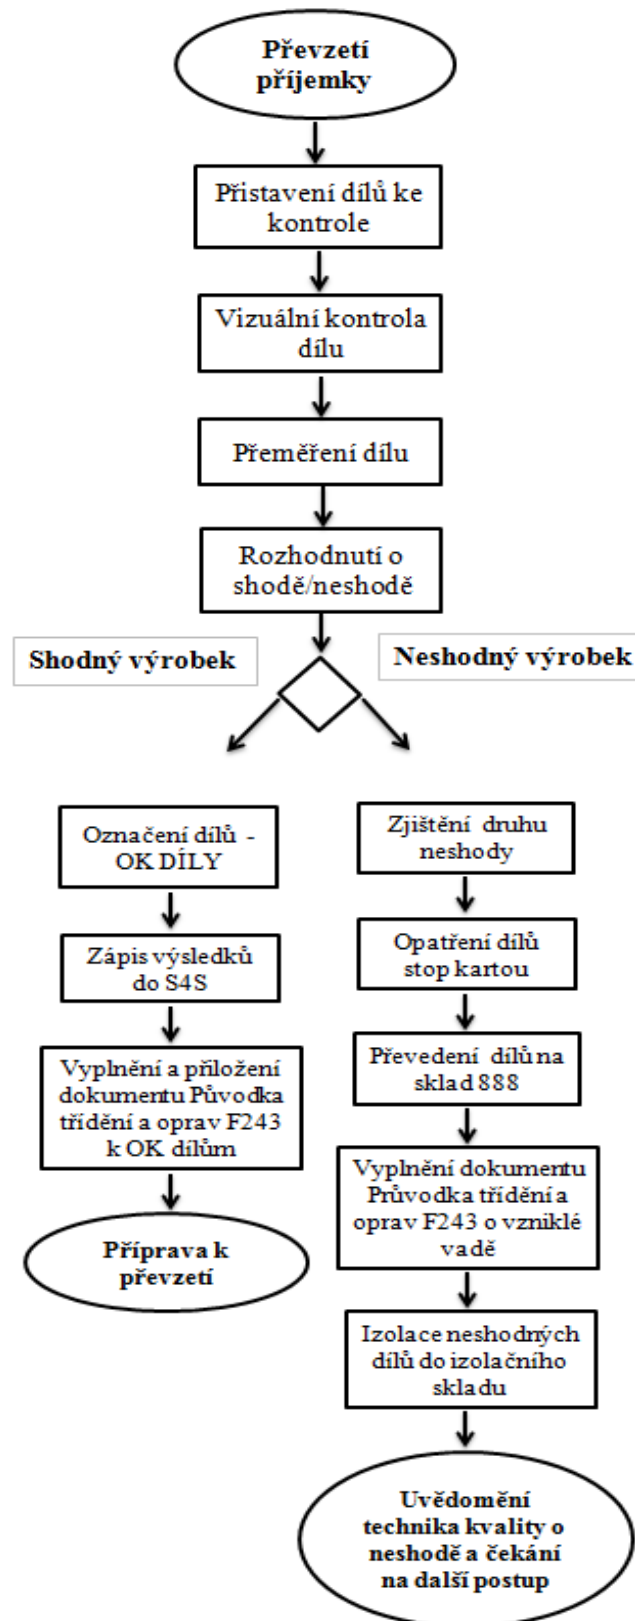 Převzetí
příjemky
Přistavení dílů ke
kontrole
Vizuální kontrola
dílu
Přeměření dílu
Rozhodnutí o
shodě/neshodě
Shodný výrobek
Neshodný výrobek
Označení dílů -
OK DÍLY
Zápis výsledků
do S4S
Vyplnění a přiložení
dokumentu Původka
třídění a oprav F243
k OK dílům
Příprava k
převzetí
Zjištění druhu
neshody
Opatření dílů
stop kartou
Převedení dílů na
sklad 888
Vyplnění dokumentu
Průvodka třídění a
oprav F243 o vzniklé
vadě
Izolace neshodných
dílů do izolačního
skladu
Uvědomění
technika kvality o
neshodě a čekání
na další postup